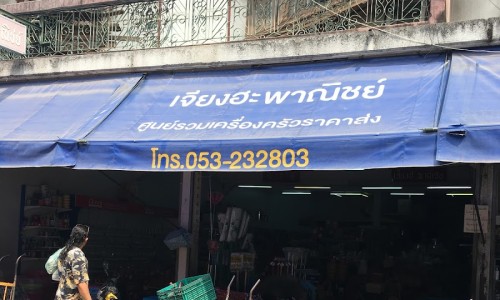 เจียงฮะพาณิชย์
ศูนย์รวมเครื่องครัวราคาส่ง
โทร.053-232803